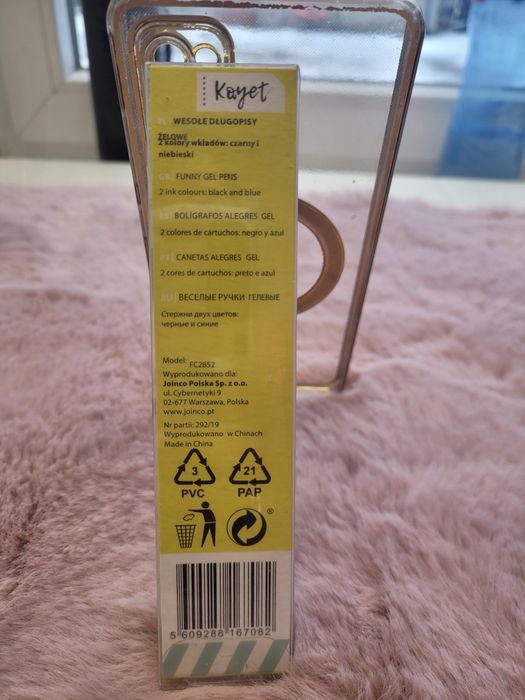 Kayet
PL WESOŁE DŁUGOPISY
ŻELOWE
2 kolory wkładów: czarny i
niebieski
GB FUNNY GEL PENS
2 ink colours: black and blue
ES BOLÍGRAFOS ALEGRES GEL
2 colores de cartuchos: negro y azul
PT CANETAS ALEGRES GEL
2 cores de cartuchos: preto e azul
RU ВЕСЕЛЫЕ РУЧКИ ГЕЛЕВЫЕ
Стержни двух цветов:
черные и синие
Model: FC2852
Wyprodukowano dla:
Joinco Polska Sp. z o.o.
ul. Cybernetyki 9
02-677 Warszawa, Polska
www.joinco.pt
Nr partii: 292/19
Wyprodukowano w Chinach
Made in China
3 21
PVC PAP
®
5 609288 167082